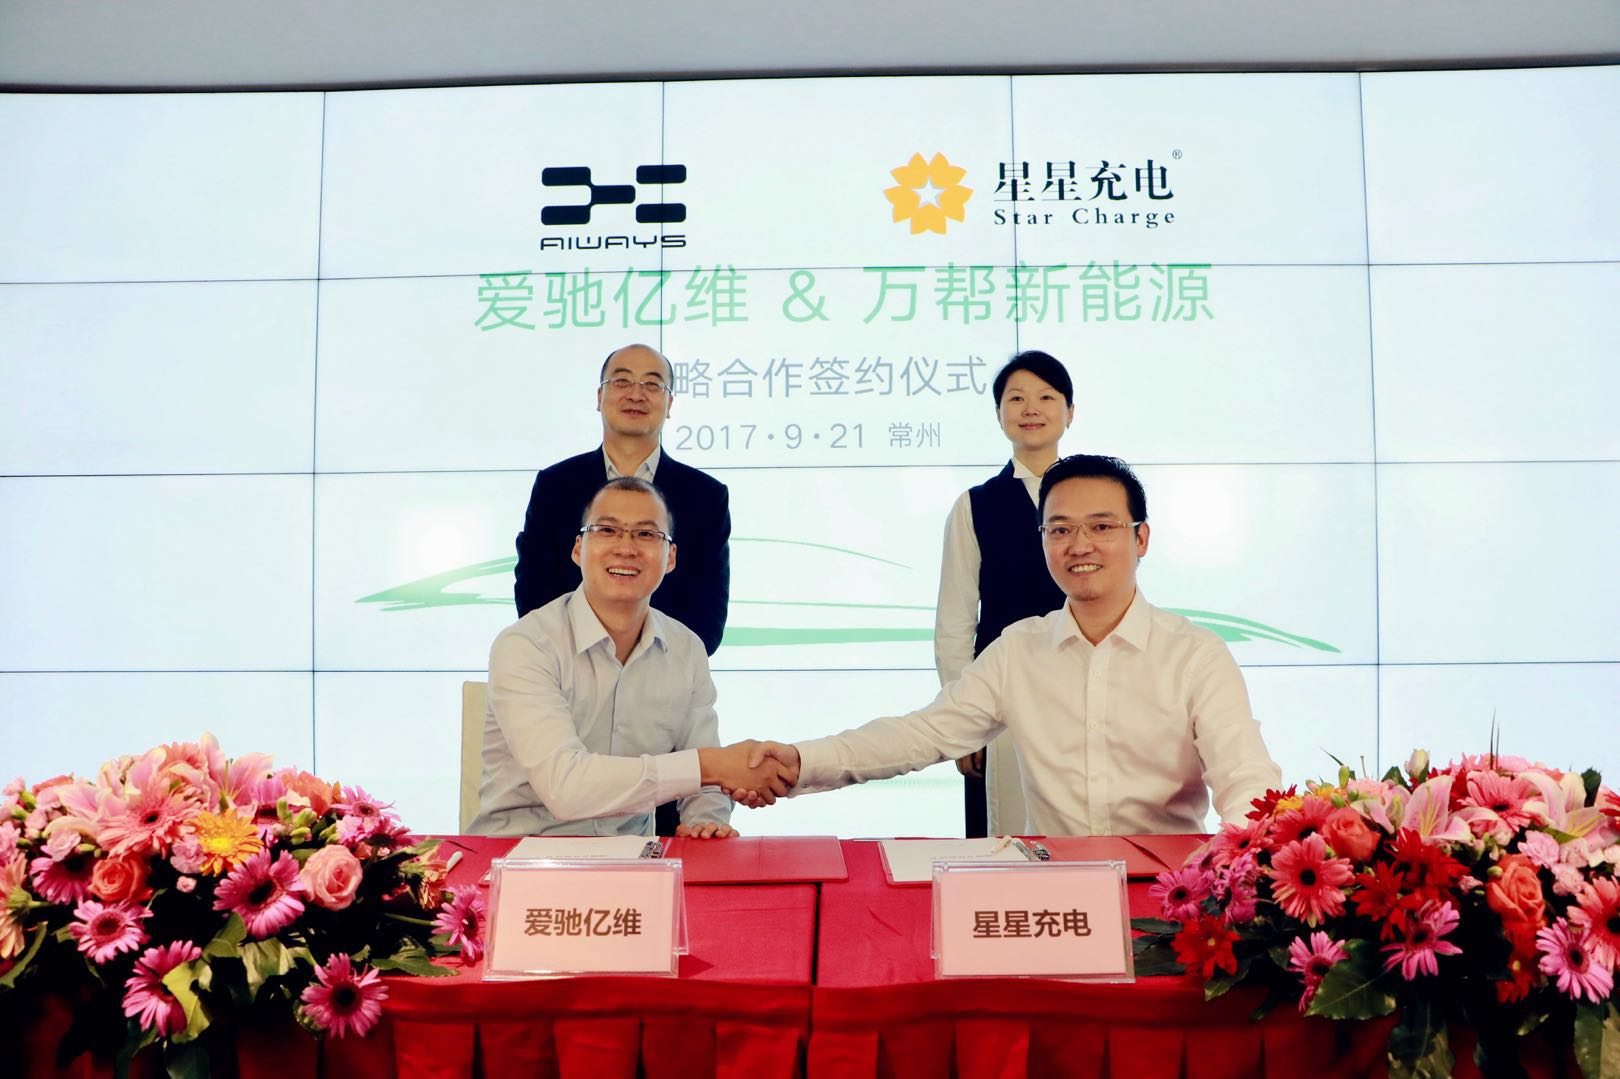 AIWAYS
星星充电®
Star Charge
爱驰亿维 & 万帮新能源
略合作签约仪式
2017·9·21 常州
爱驰亿维
星星充电